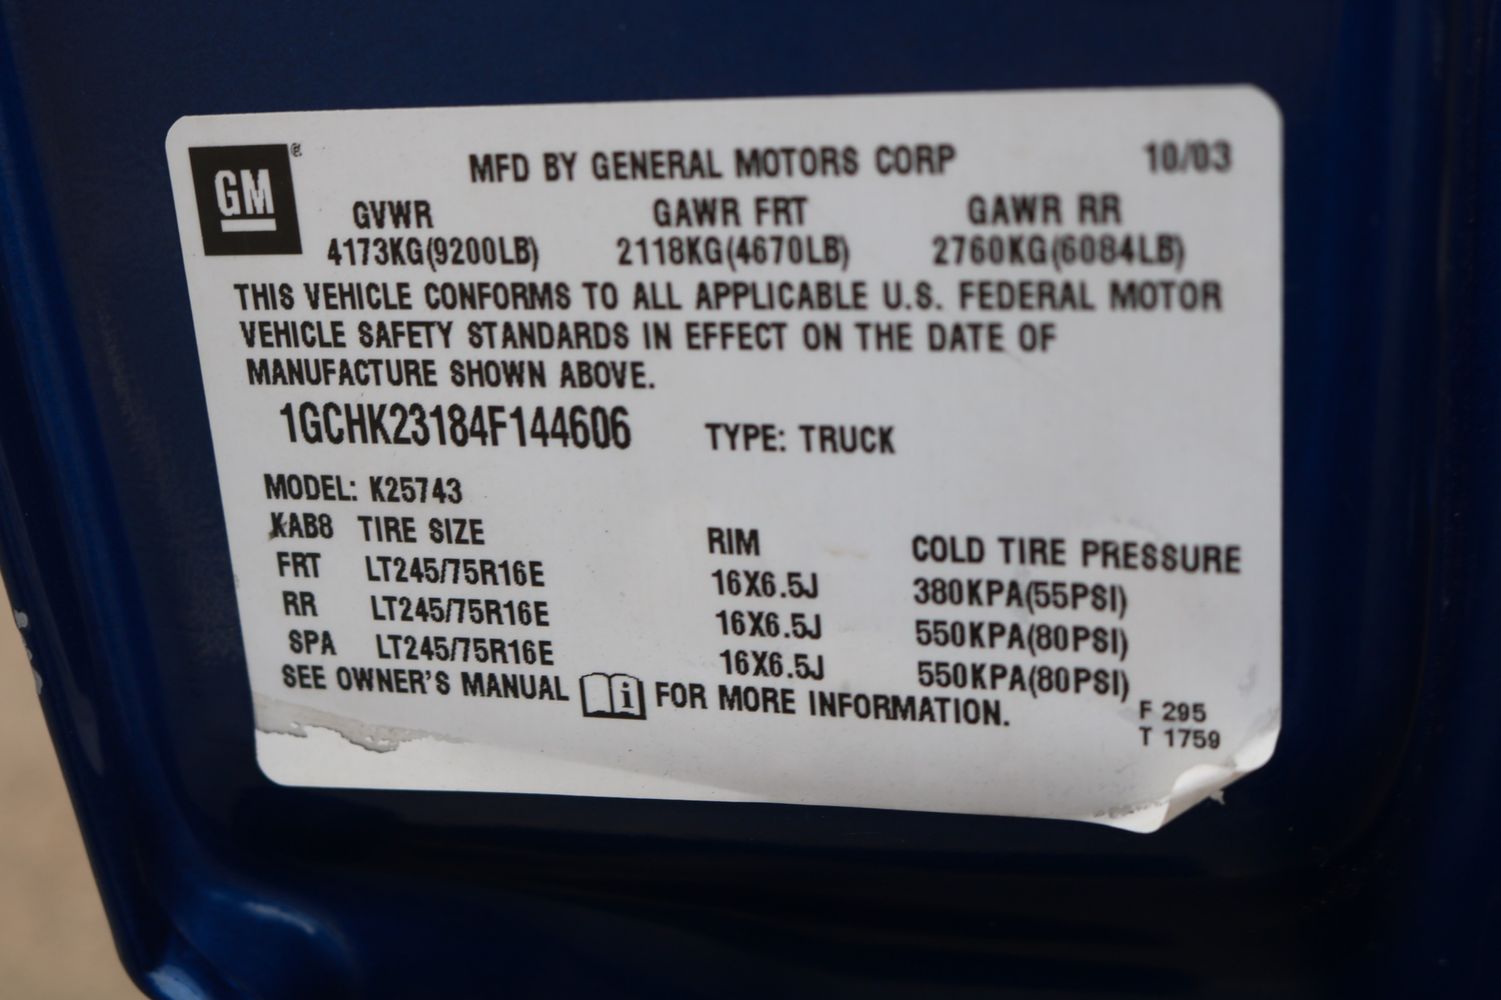 GM ®
MFD BY GENERAL MOTORS CORP 10/03
GVWR GAWR FRT GAWR RR
4173KG(9200LB) 2118KG(4670LB) 2760KG(6084LB)
THIS VEHICLE CONFORMS TO ALL APPLICABLE U.S. FEDERAL MOTOR
VEHICLE SAFETY STANDARDS IN EFFECT ON THE DATE OF
MANUFACTURE SHOWN ABOVE.
1GCHK23184F144606 TYPE: TRUCK
MODEL: K25743
KAB8 TIRE SIZE RIM COLD TIRE PRESSURE
FRT LT245/75R16E 16X6.5J 380KPA(55PSI)
RR LT245/75R16E 16X6.5J 550KPA(80PSI)
SPA LT245/75R16E 16X6.5J 550KPA(80PSI)
SEE OWNER'S MANUAL i FOR MORE INFORMATION.
F 295
T 1759